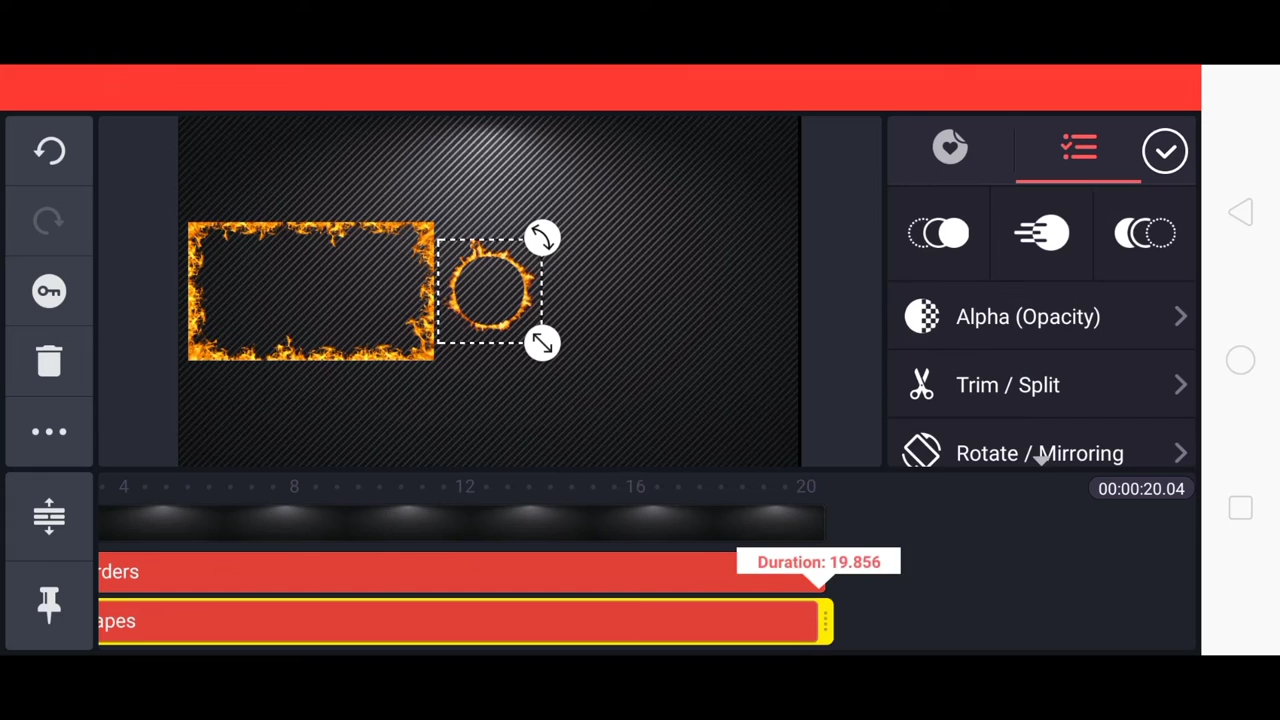 Alpha (Opacity)
Trim / Split
Rotate / Mirroring
4 8 12 16 20
00:00:20.04
Duration: 19.856
rders
apes